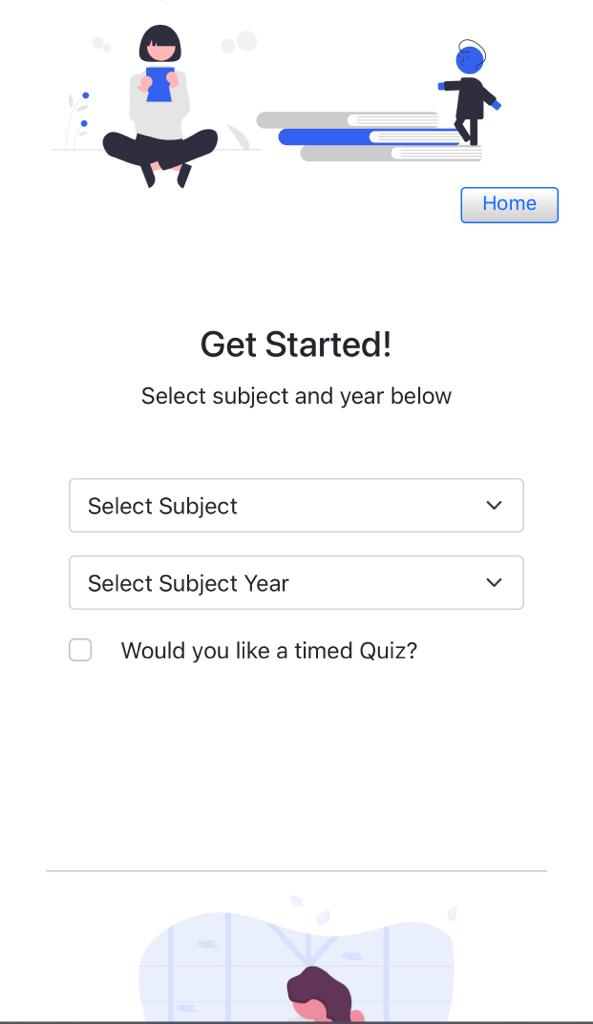 Home
Get Started!
Select subject and year below
Select Subject
Select Subject Year
Would you like a timed Quiz?